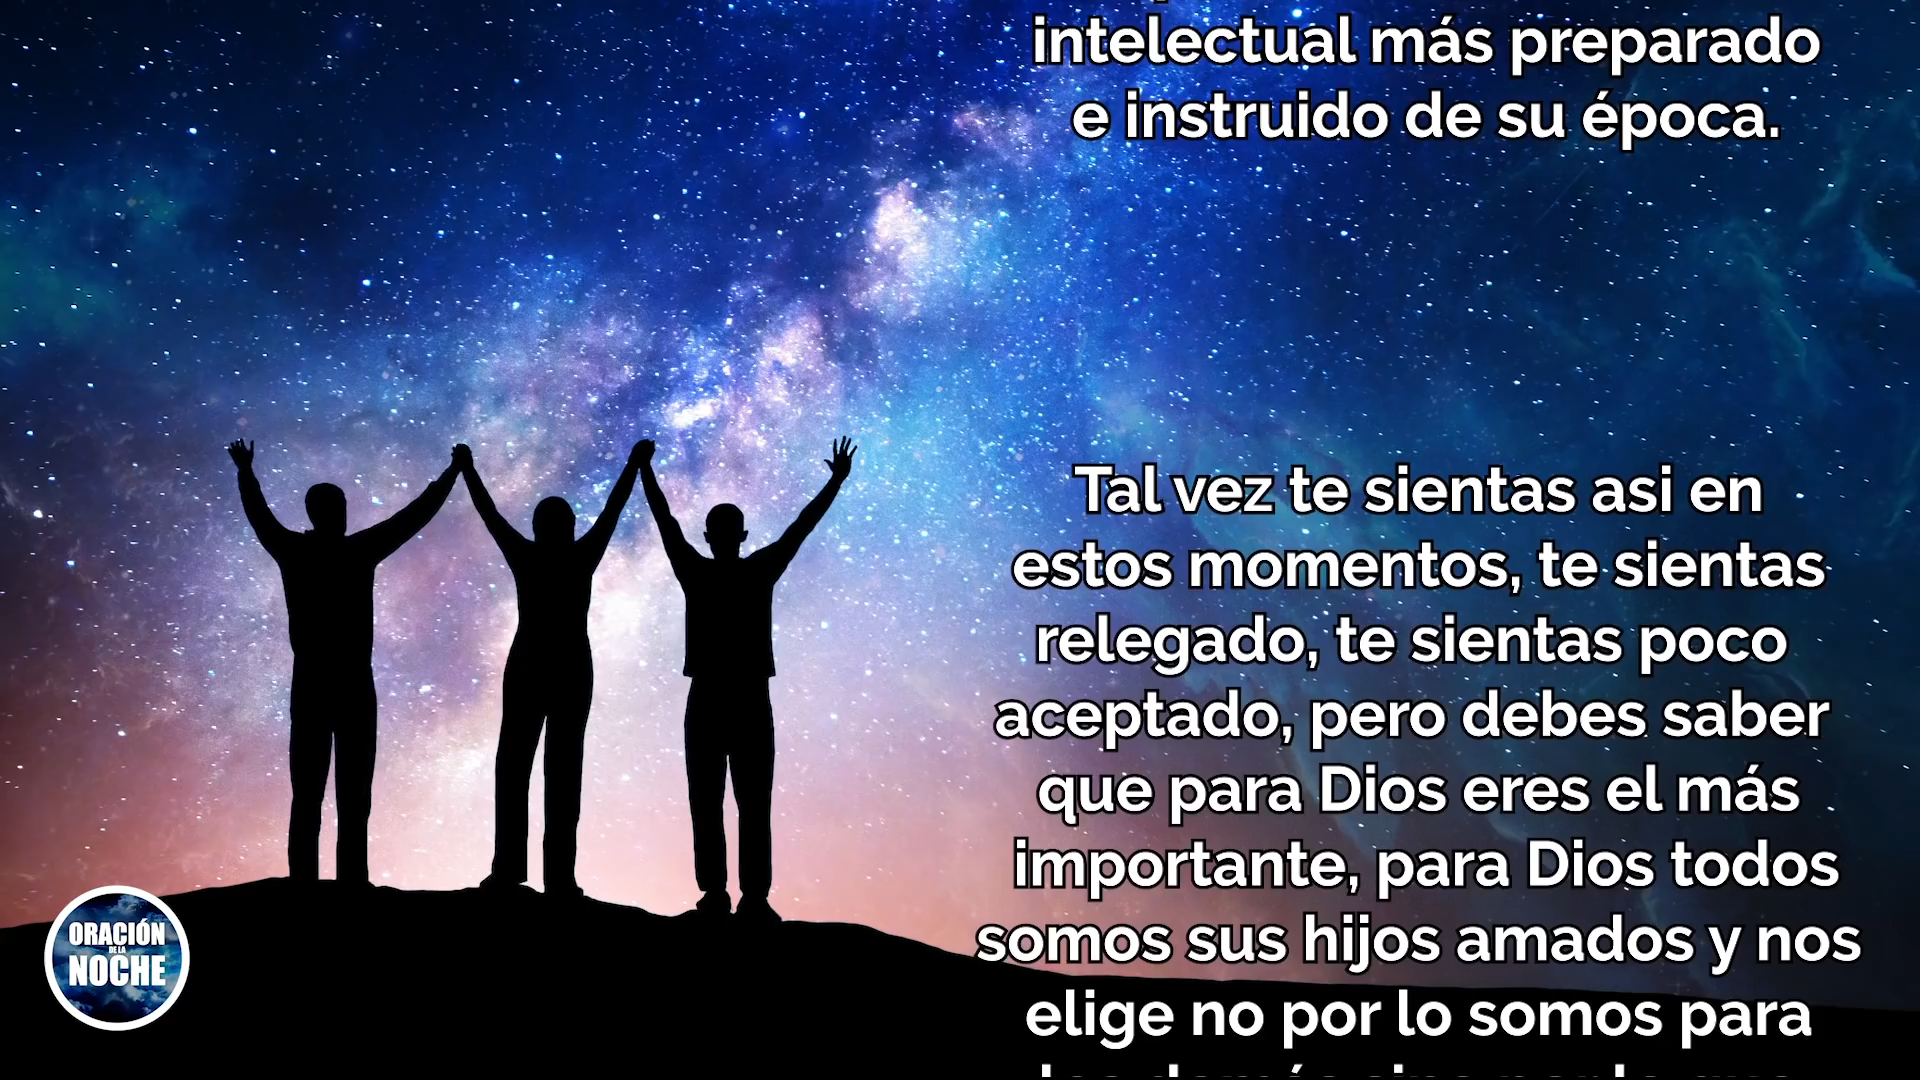 intelectual más preparado
e instruido de su época.
Tal vez te sientas asi en
estos momentos, te sientas
relegado, te sientas poco
aceptado, pero debes saber
que para Dios eres el más
importante, para Dios todos
somos sus hijos amados y nos
elige no por lo somos para
ORACIÓN
DE LA
NOCHE